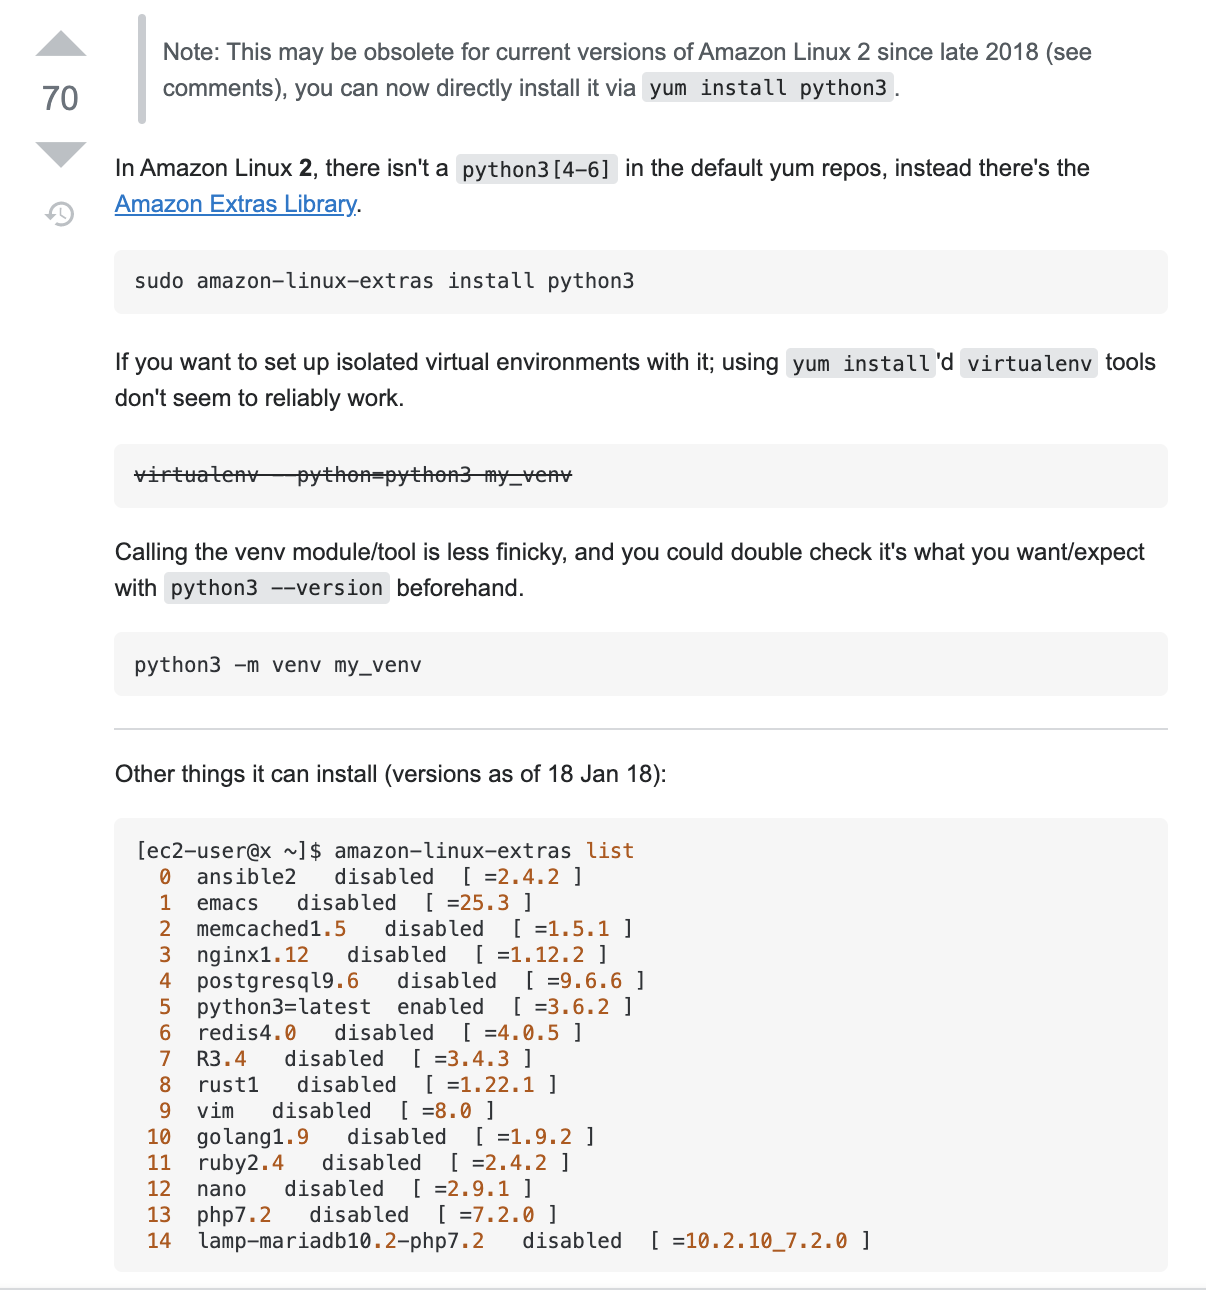 Note: This may be obsolete for current versions of Amazon Linux 2 since late 2018 (see
comments), you can now directly install it via yum install python3.
70
In Amazon Linux 2, there isn't a python3[4-6] in the default yum repos, instead there's the
Amazon Extras Library.
sudo amazon-linux-extras install python3
If you want to set up isolated virtual environments with it; using yum install'd virtualenv tools
don't seem to reliably work.
virtualenv --python=python3 my_venv
Calling the venv module/tool is less finicky, and you could double check it's what you want/expect
with python3 --version beforehand.
python3 -m venv my_venv
Other things it can install (versions as of 18 Jan 18):
[ec2-user@x ~]$ amazon-linux-extras list
  0  ansible2   disabled  [ =2.4.2 ]
  1  emacs   disabled  [ =25.3 ]
  2  memcached1.5   disabled  [ =1.5.1 ]
  3  nginx1.12   disabled  [ =1.12.2 ]
  4  postgresql9.6   disabled  [ =9.6.6 ]
  5  python3=latest  enabled  [ =3.6.2 ]
  6  redis4.0   disabled  [ =4.0.5 ]
  7  R3.4   disabled  [ =3.4.3 ]
  8  rust1   disabled  [ =1.22.1 ]
  9  vim   disabled  [ =8.0 ]
 10  golang1.9   disabled  [ =1.9.2 ]
 11  ruby2.4   disabled  [ =2.4.2 ]
 12  nano   disabled  [ =2.9.1 ]
 13  php7.2   disabled  [ =7.2.0 ]
 14  lamp-mariadb10.2-php7.2   disabled  [ =10.2.10_7.2.0 ]